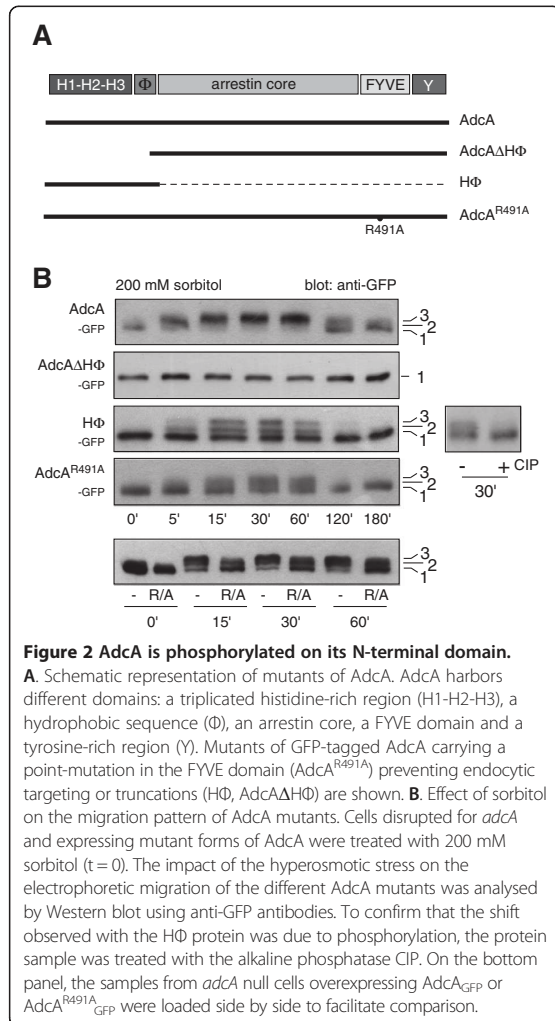 A
H1-H2-H3 Φ arrestin core FYVE Y
AdcA
AdcAΔHΦ
HΦ
AdcA^R491A
R491A
B
200 mM sorbitol blot: anti-GFP
AdcA
-GFP
3
2
1
AdcAΔHΦ
-GFP
1
HΦ
-GFP
3
2
1
- + CIP
30'
AdcA^R491A
-GFP
3
2
1
0' 5' 15' 30' 60' 120' 180'
3
2
1
- R/A - R/A - R/A - R/A
0' 15' 30' 60'
Figure 2 AdcA is phosphorylated on its N-terminal domain.
A. Schematic representation of mutants of AdcA. AdcA harbors
different domains: a triplicated histidine-rich region (H1-H2-H3), a
hydrophobic sequence (Φ), an arrestin core, a FYVE domain and a
tyrosine-rich region (Y). Mutants of GFP-tagged AdcA carrying a
point-mutation in the FYVE domain (AdcA^R491A) preventing endocytic
targeting or truncations (HΦ, AdcAΔHΦ) are shown. B. Effect of sorbitol
on the migration pattern of AdcA mutants. Cells disrupted for adcA
and expressing mutant forms of AdcA were treated with 200 mM
sorbitol (t = 0). The impact of the hyperosmotic stress on the
electrophoretic migration of the different AdcA mutants was analysed
by Western blot using anti-GFP antibodies. To confirm that the shift
observed with the HΦ protein was due to phosphorylation, the protein
sample was treated with the alkaline phosphatase CIP. On the bottom
panel, the samples from adcA null cells overexpressing AdcA_GFP or
AdcA^R491A_GFP were loaded side by side to facilitate comparison.